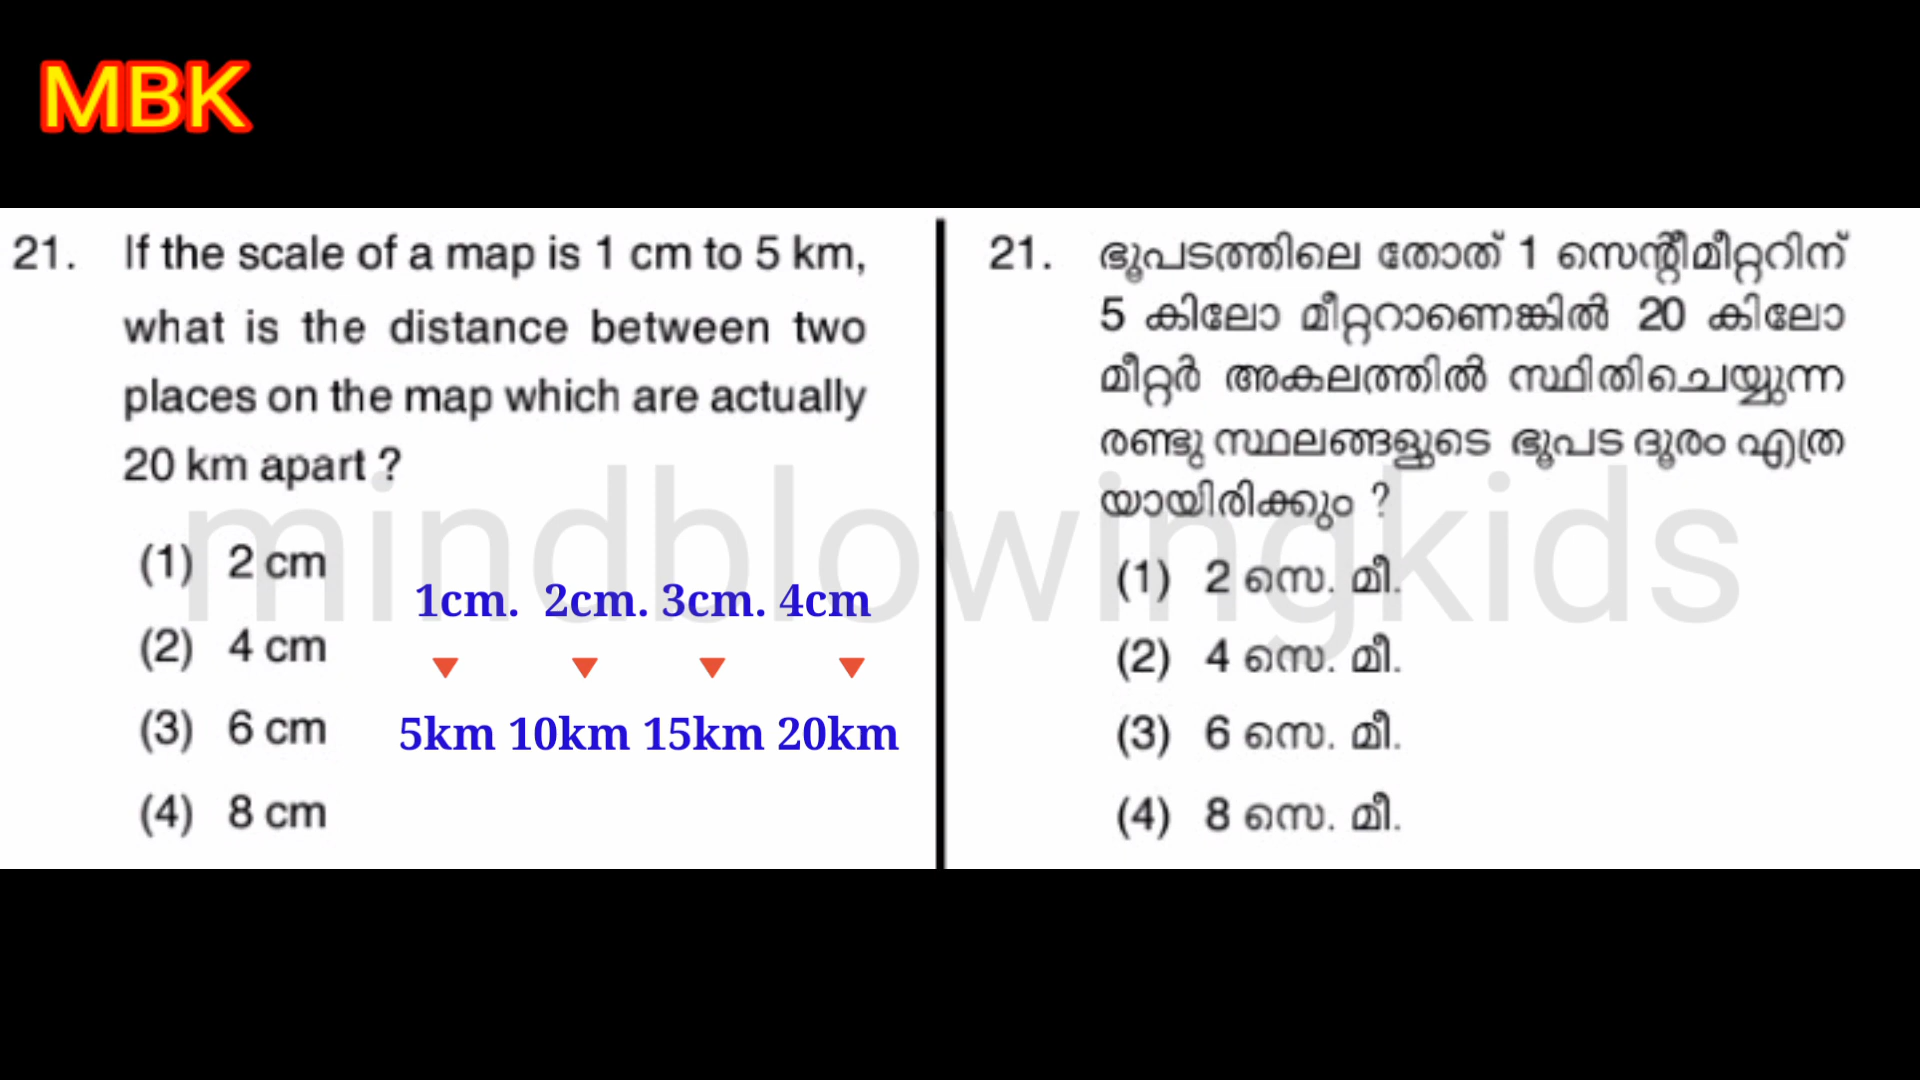 MBK
21. If the scale of a map is 1 cm to 5 km,
what is the distance between two
places on the map which are actually
20 km apart ?
(1) 2 cm
(2) 4 cm
(3) 6 cm
(4) 8 cm
1cm. 2cm. 3cm. 4cm
5km 10km 15km 20km
21. ഭൂപടത്തിലെ തോത് 1 സെന്റീമീറ്ററിന്
5 കിലോ മീറ്ററാണെങ്കിൽ 20 കിലോ
മീറ്റർ അകലത്തിൽ സ്ഥിതിചെയ്യുന്ന
രണ്ടു സ്ഥലങ്ങളുടെ ഭൂപട ദൂരം എത്ര
യായിരിക്കും ?
(1) 2 സെ. മീ.
(2) 4 സെ. മീ.
(3) 6 സെ. മീ.
(4) 8 സെ. മീ.
mindblowingkids